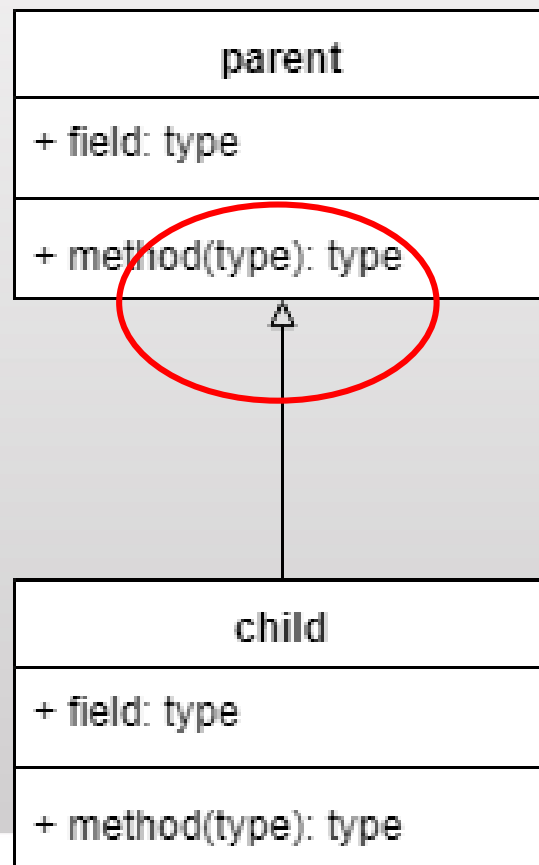 parent
+ field: type
+ method(type): type
child
+ field: type
+ method(type): type